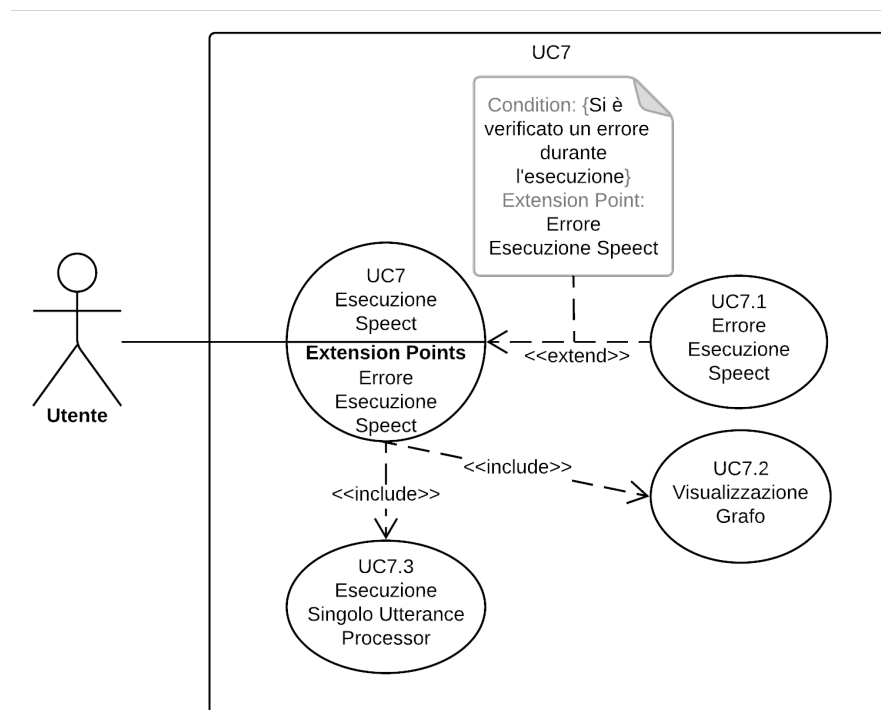 UC7
Condition: {Si è
verificato un errore
durante
l'esecuzione}
Extension Point:
Errore
Esecuzione Speect
UC7
Esecuzione
Speect
Extension Points
Errore
Esecuzione
Speect
<<extend>>
UC7.1
Errore
Esecuzione
Speect
Utente
<<include>>
<<include>>
UC7.2
Visualizzazione
Grafo
UC7.3
Esecuzione
Singolo Utterance
Processor